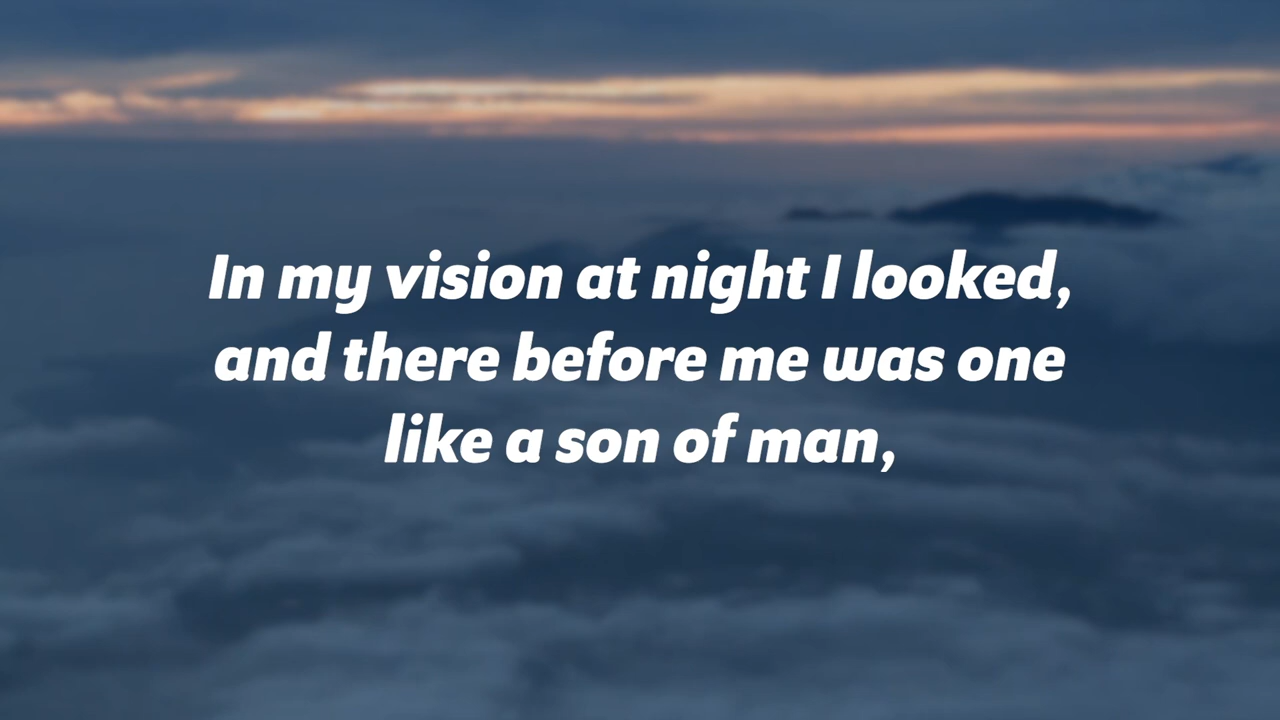 In my vision at night I looked,
and there before me was one
like a son of man,